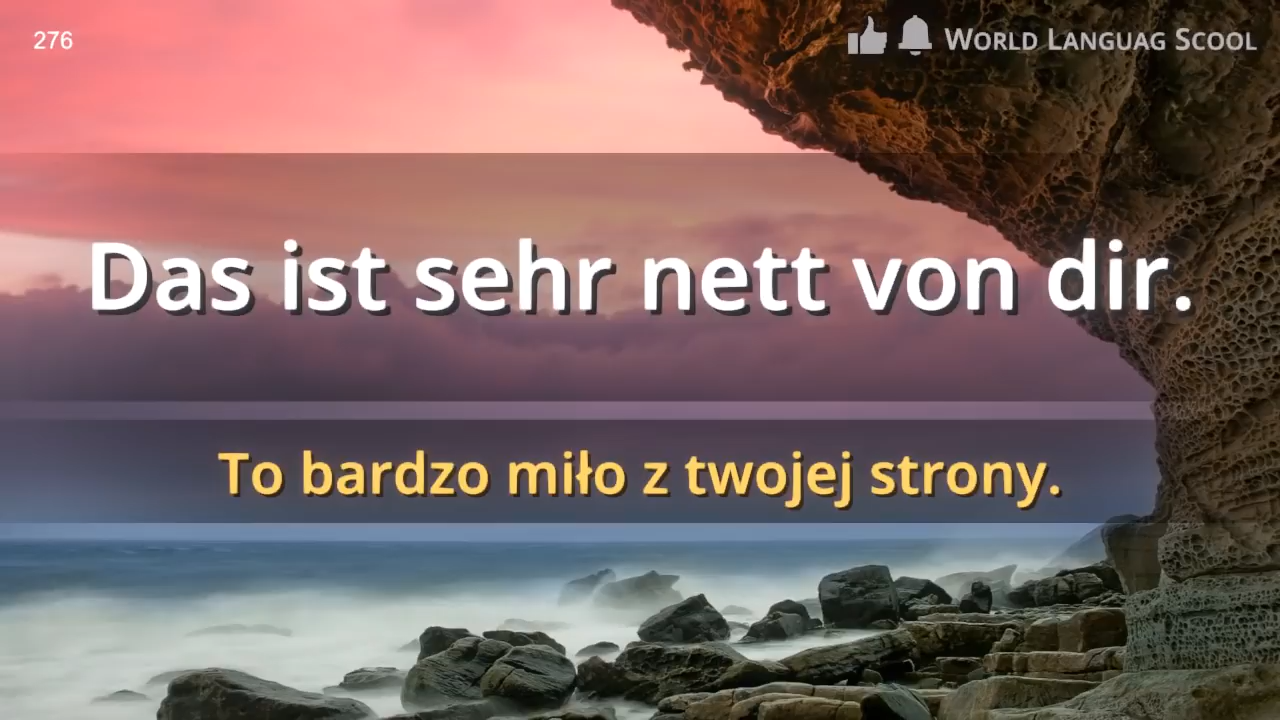 276
World Languag Scool
Das ist sehr nett von dir.
To bardzo miło z twojej strony.